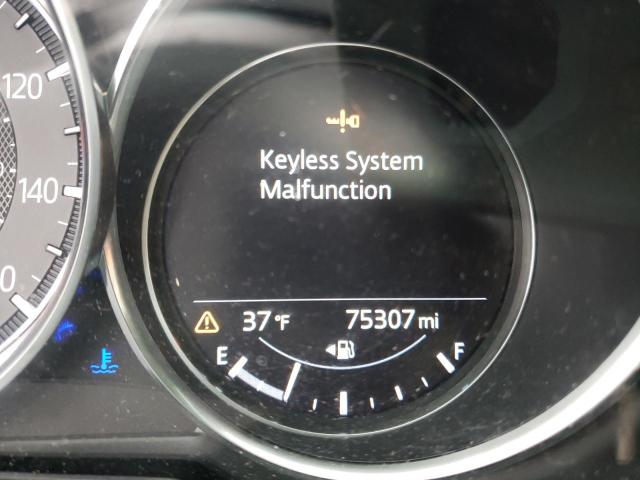 120
140
Keyless System
Malfunction
37°F 75307 mi
E F